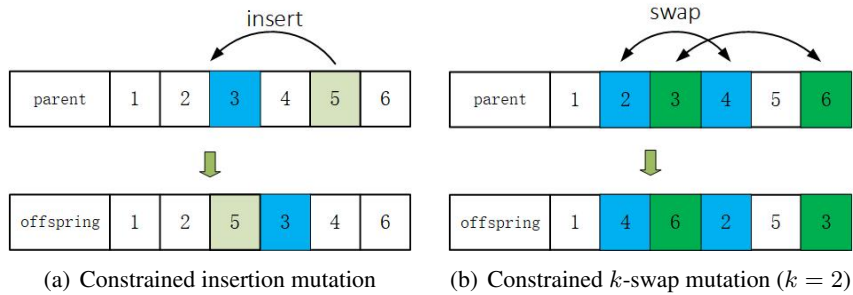 insert
parent 1 2 3 4 5 6
offspring 1 2 5 3 4 6
(a) Constrained insertion mutation
swap
parent 1 2 3 4 5 6
offspring 1 4 6 2 5 3
(b) Constrained k-swap mutation (k = 2)